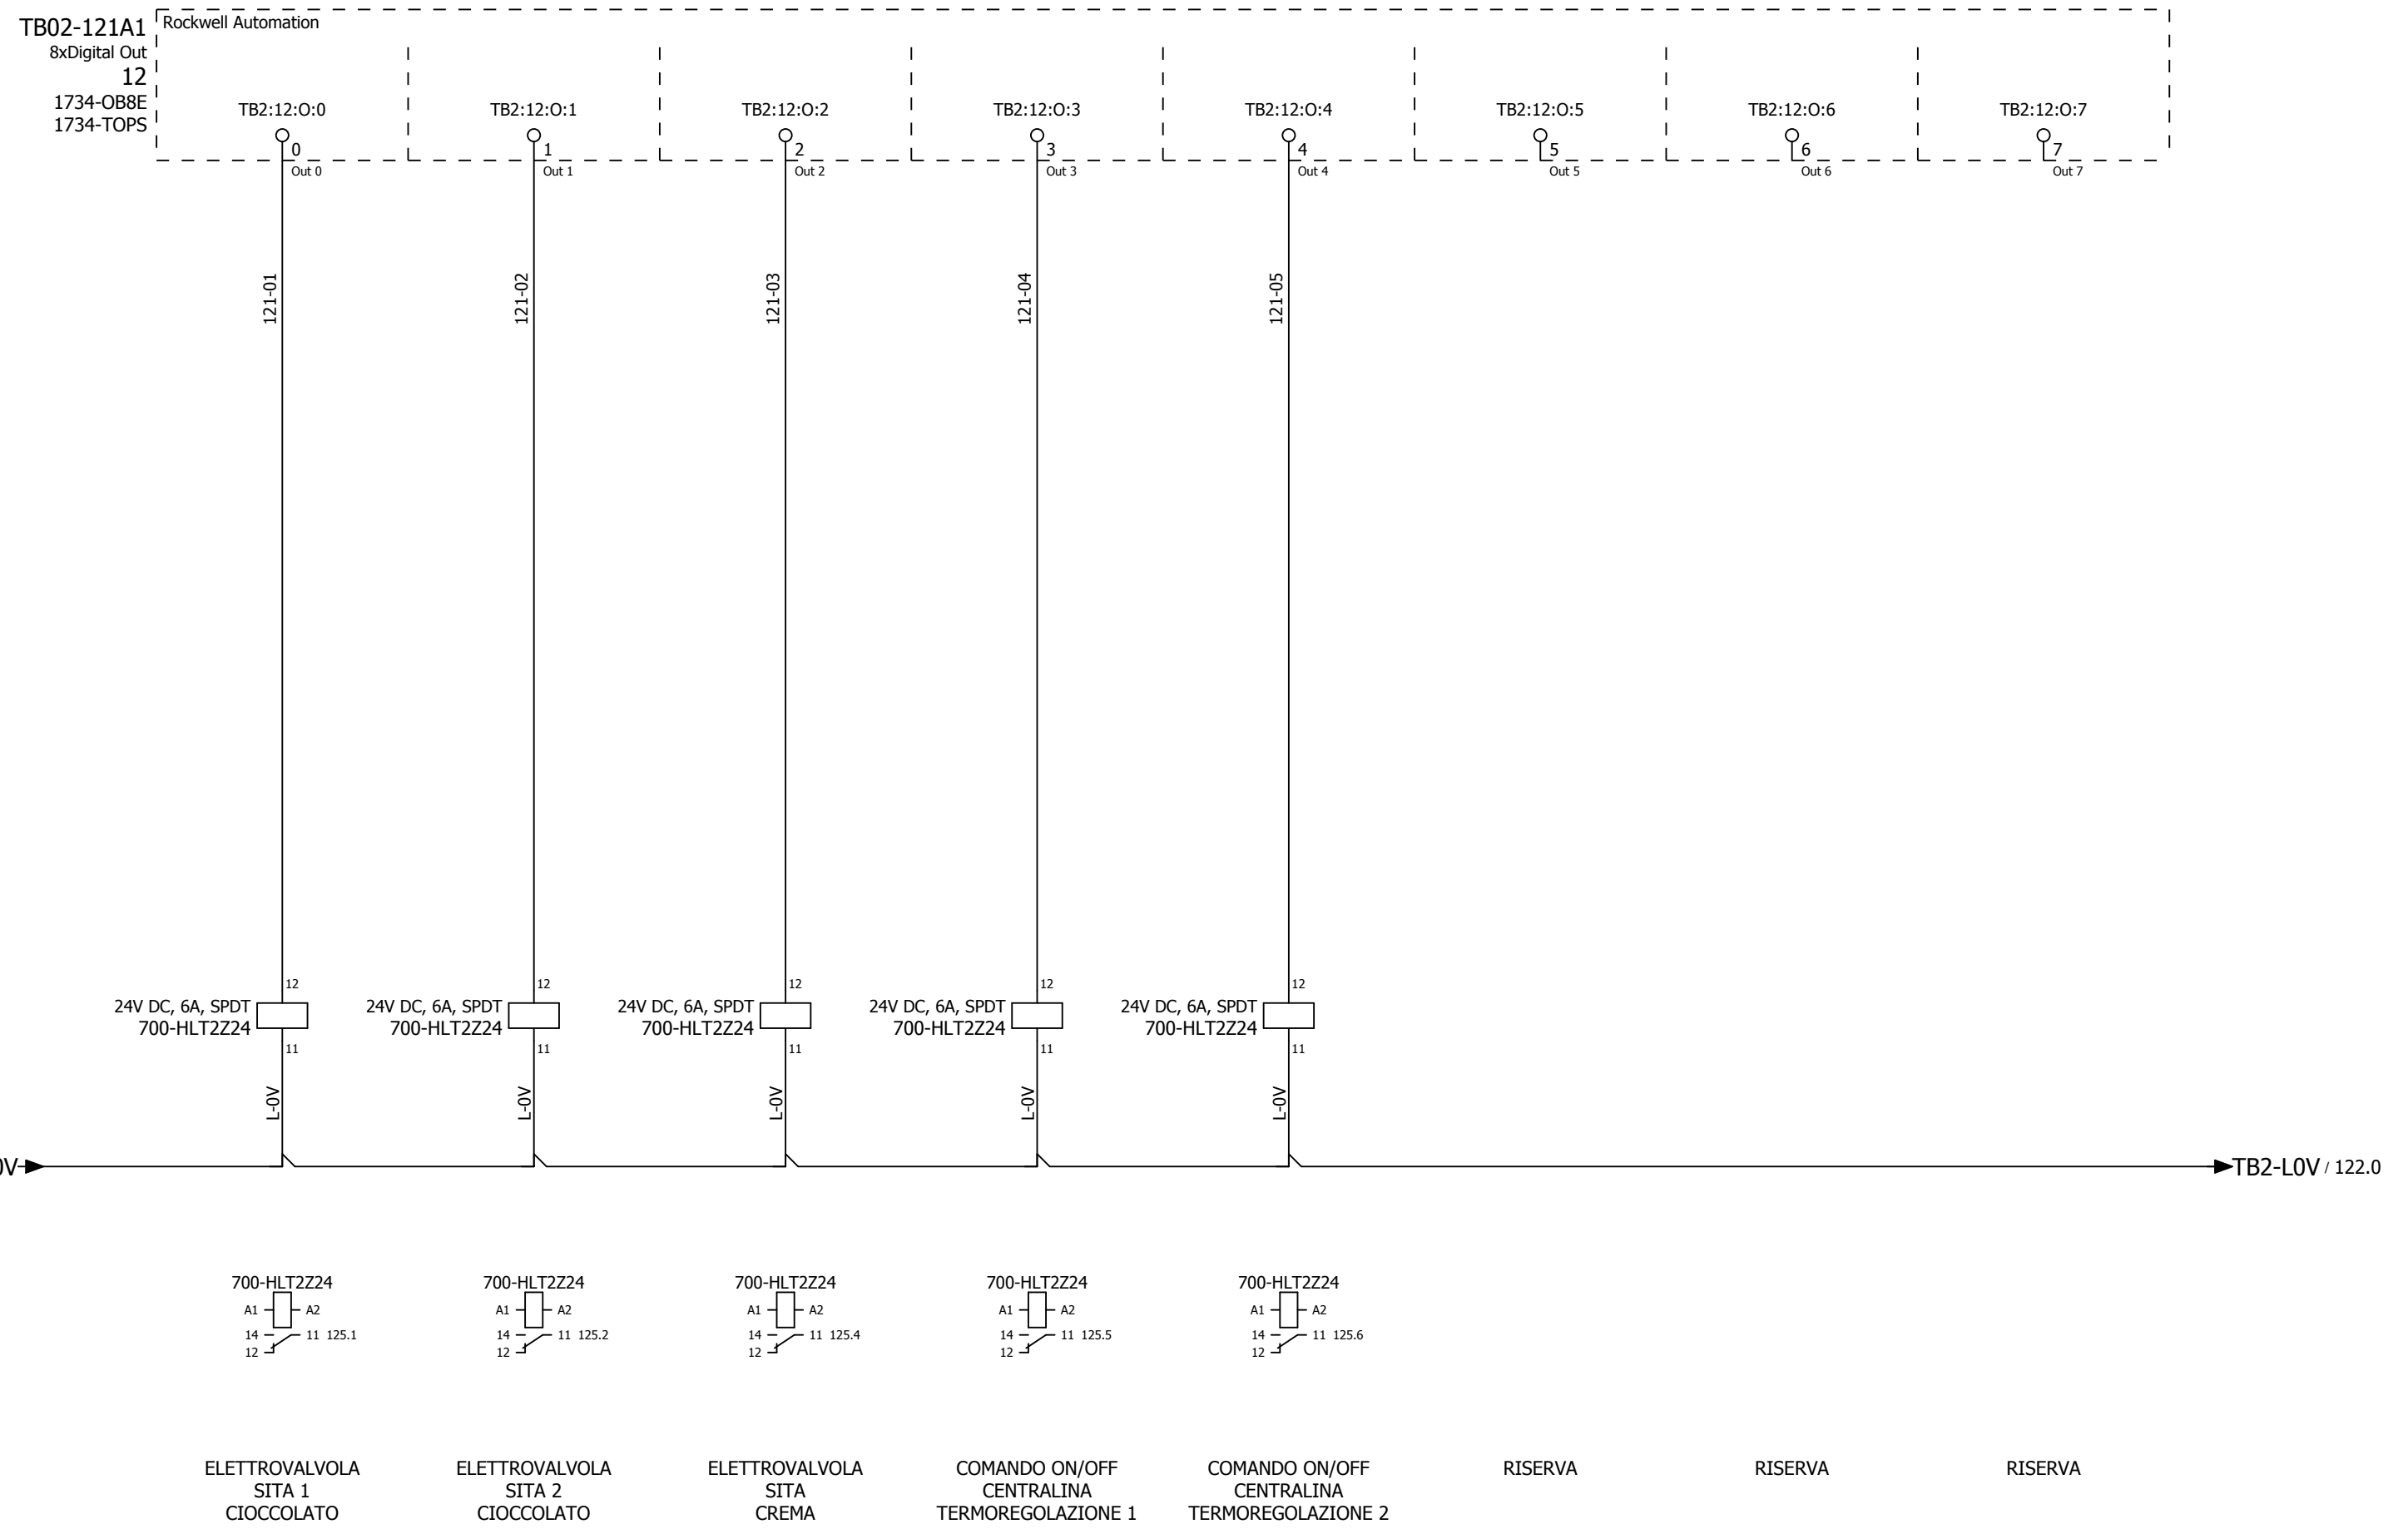 TB02-121A1
8xDigital Out
12
1734-OB8E
1734-TOPS
Rockwell Automation
TB2:12:O:0 TB2:12:O:1 TB2:12:O:2 TB2:12:O:3 TB2:12:O:4 TB2:12:O:5 TB2:12:O:6 TB2:12:O:7
0 1 2 3 4 5 6 7
Out 0 Out 1 Out 2 Out 3 Out 4 Out 5 Out 6 Out 7
121-01 121-02 121-03 121-04 121-05
12 12 12 12 12
24V DC, 6A, SPDT 24V DC, 6A, SPDT 24V DC, 6A, SPDT 24V DC, 6A, SPDT 24V DC, 6A, SPDT
700-HLT2Z24 700-HLT2Z24 700-HLT2Z24 700-HLT2Z24 700-HLT2Z24
11 11 11 11 11
L-0V L-0V L-0V L-0V L-0V
TB2-L0V / 122.0
700-HLT2Z24 700-HLT2Z24 700-HLT2Z24 700-HLT2Z24 700-HLT2Z24
A1 A2 A1 A2 A1 A2 A1 A2 A1 A2
14 11 125.1 14 11 125.2 14 11 125.4 14 11 125.5 14 11 125.6
12 12 12 12 12
ELETTROVALVOLA
SITA 1
CIOCCOLATO
ELETTROVALVOLA
SITA 2
CIOCCOLATO
ELETTROVALVOLA
SITA
CREMA
COMANDO ON/OFF
CENTRALINA
TERMOREGOLAZIONE 1
COMANDO ON/OFF
CENTRALINA
TERMOREGOLAZIONE 2
RISERVA
RISERVA
RISERVA